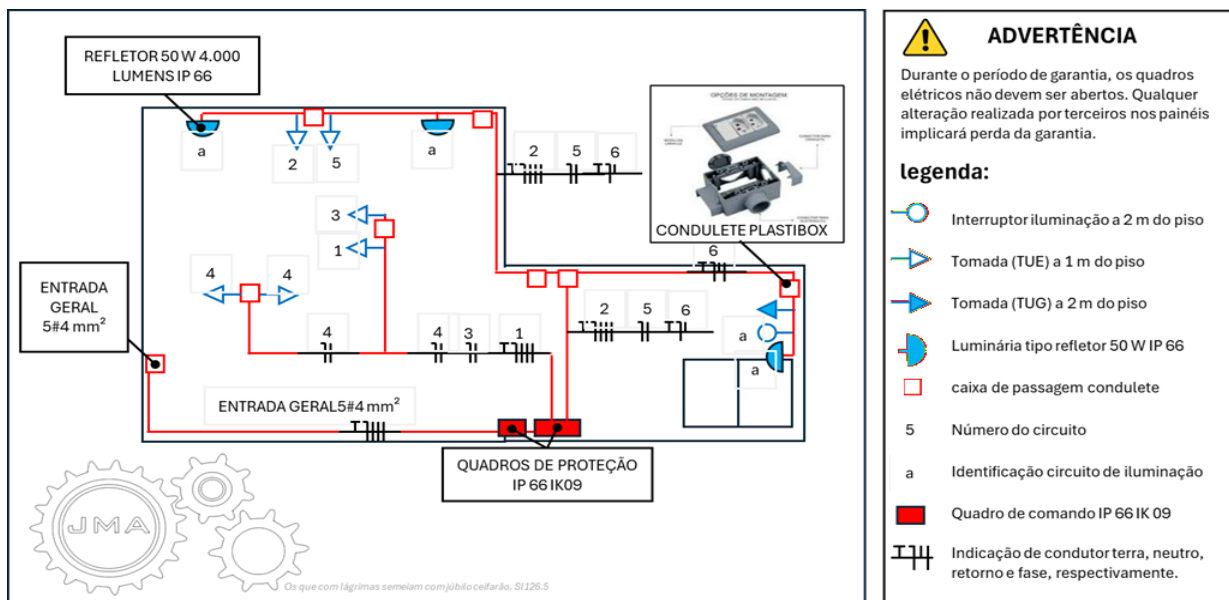 REFLETOR 50 W 4.000
LUMENS IP 66
a
2
5
a
2
5
6
OPÇÕES DE MONTAGEM:
CONDULETE PLASTIBOX
3
1
6
4
4
ENTRADA
GERAL
5#4 mm²
2
5
6
a
a
4
4
3
1
ENTRADA GERAL5#4 mm²
QUADROS DE PROTEÇÃO
IP 66 IK09
JMA
Os que com lágrimas semeiam com júbilo ceifarão. Sl126.5
ADVERTÊNCIA
Durante o período de garantia, os quadros
elétricos não devem ser abertos. Qualquer
alteração realizada por terceiros nos painéis
implicará perda da garantia.
legenda:
Interruptor iluminação a 2 m do piso
Tomada (TUE) a 1 m do piso
Tomada (TUG) a 2 m do piso
Luminária tipo refletor 50 W IP 66
caixa de passagem condulete
5
Número do circuito
a
Identificação circuito de iluminação
Quadro de comando IP 66 IK 09
Indicação de condutor terra, neutro,
retorno e fase, respectivamente.